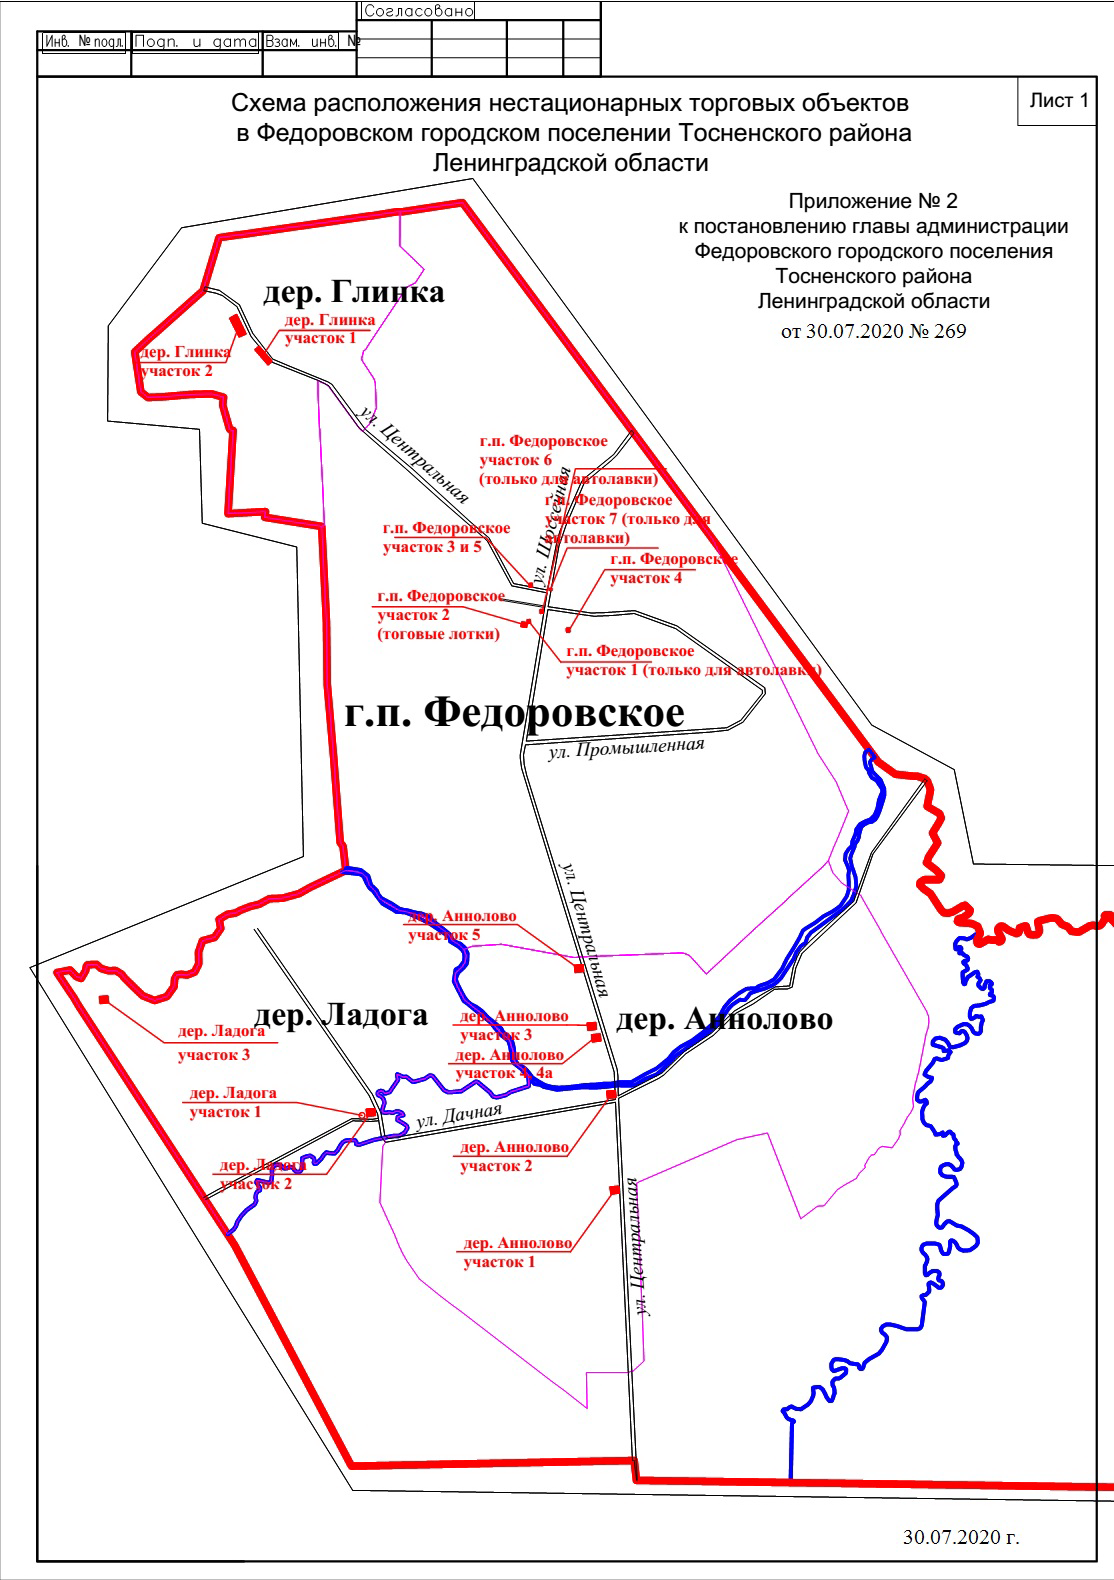 Согласовано
Инв. № подл.
Подп. и дата
Взам. инв. №
Схема расположения нестационарных торговых объектов
в Федоровском городском поселении Тосненского района
Ленинградской области
Лист 1
Приложение № 2
к постановлению главы администрации
Федоровского городского поселения
Тосненского района
Ленинградской области
от 30.07.2020 № 269
дер. Глинка
дер. Глинка
участок 1
дер. Глинка
участок 2
ул. Центральная
г.п. Федоровское
участок 6
(только для автолавки)
г.п. Федоровское
участок 7 (только для
автолавки)
ул. Шоссейная
г.п. Федоровское
участок 3 и 5
г.п. Федоровское
участок 4
г.п. Федоровское
участок 2
(тоговые лотки)
г.п. Федоровское
участок 1 (только для автолавки)
г.п. Федоровское
ул. Промышленная
ул. Центральная
дер. Аннолово
участок 5
дер. Ладога
дер. Аннолово
дер. Аннолово
участок 3
дер. Ладога
участок 3
дер. Аннолово
участок 4, 4а
дер. Ладога
участок 1
ул. Дачная
дер. Аннолово
участок 2
дер. Ладога
участок 2
ул. Центральная
дер. Аннолово
участок 1
30.07.2020 г.